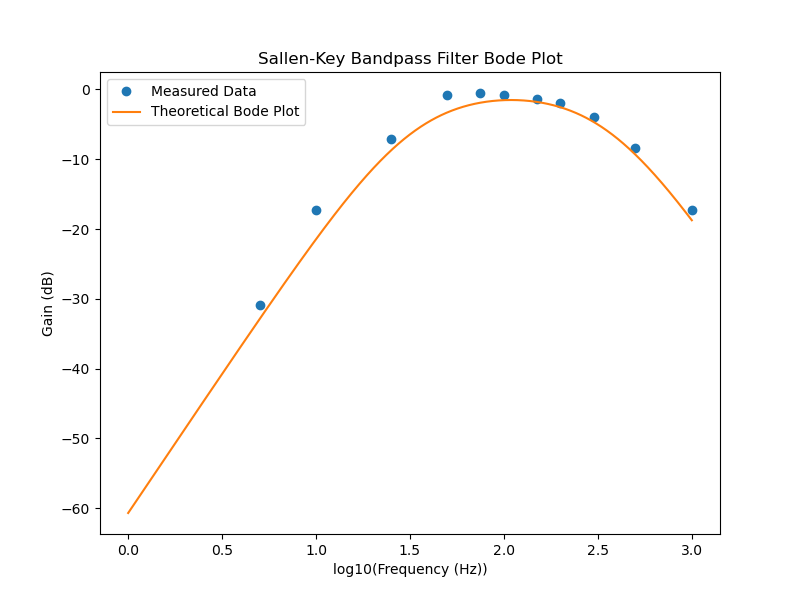 Sallen-Key Bandpass Filter Bode Plot
Measured Data
Theoretical Bode Plot
0
−10
−20
−30
−40
−50
−60
Gain (dB)
0.0 0.5 1.0 1.5 2.0 2.5 3.0
log10(Frequency (Hz))